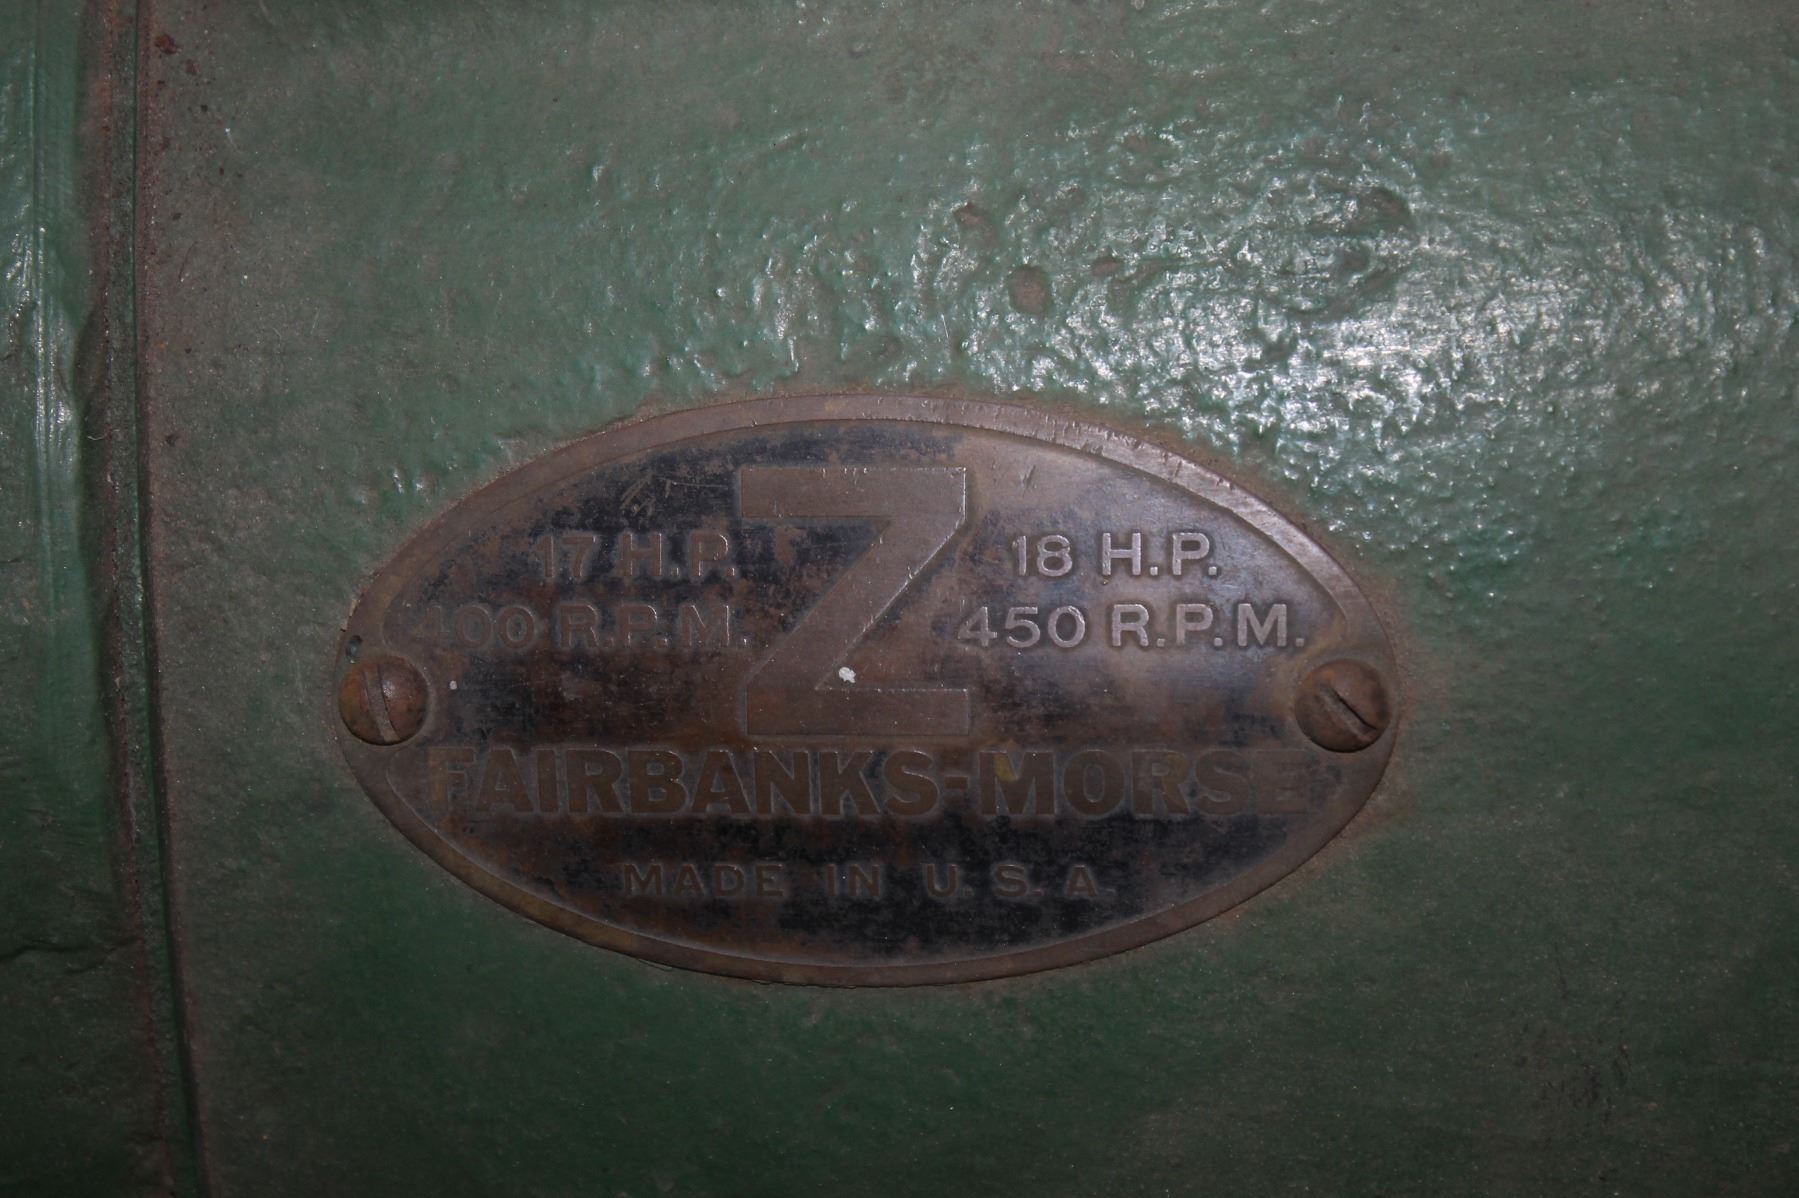 Z
17 H.P. 18 H.P.
400 R.P.M. 450 R.P.M.
FAIRBANKS-MORSE
MADE IN U.S.A.